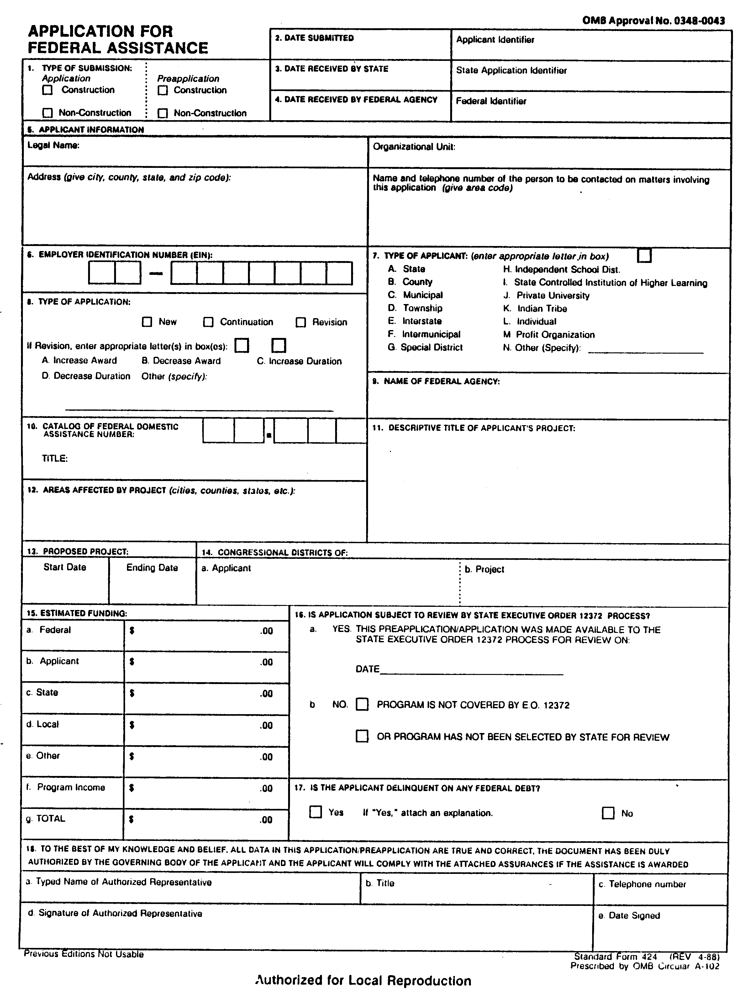 OMB Approval No. 0348-0043
APPLICATION FOR
FEDERAL ASSISTANCE
2. DATE SUBMITTED
Applicant Identifier
1. TYPE OF SUBMISSION:
Application
Preapplication
Construction
Construction
Non-Construction
Non-Construction
3. DATE RECEIVED BY STATE
State Application Identifier
4. DATE RECEIVED BY FEDERAL AGENCY
Federal Identifier
5. APPLICANT INFORMATION
Legal Name:
Organizational Unit:
Address (give city, county, state, and zip code):
Name and telephone number of the person to be contacted on matters involving
this application (give area code)
6. EMPLOYER IDENTIFICATION NUMBER (EIN):
—
7. TYPE OF APPLICANT: (enter appropriate letter in box)
A. State
H. Independent School Dist.
B. County
I. State Controlled Institution of Higher Learning
C. Municipal
J. Private University
D. Township
K. Indian Tribe
E. Interstate
L. Individual
F. Intermunicipal
M Profit Organization
G. Special District
N. Other (Specify):
8. TYPE OF APPLICATION:
New
Continuation
Revision
If Revision, enter appropriate letter(s) in box(es):
A. Increase Award
B. Decrease Award
C. Increase Duration
D. Decrease Duration
Other (specify):
9. NAME OF FEDERAL AGENCY:
10. CATALOG OF FEDERAL DOMESTIC
ASSISTANCE NUMBER:
.
TITLE:
11. DESCRIPTIVE TITLE OF APPLICANT'S PROJECT:
12. AREAS AFFECTED BY PROJECT (cities, counties, states, etc.):
13. PROPOSED PROJECT:
14. CONGRESSIONAL DISTRICTS OF:
Start Date
Ending Date
a. Applicant
b. Project
15. ESTIMATED FUNDING:
a. Federal
$ .00
b. Applicant
$ .00
c. State
$ .00
d. Local
$ .00
e. Other
$ .00
f. Program Income
$ .00
g. TOTAL
$ .00
16. IS APPLICATION SUBJECT TO REVIEW BY STATE EXECUTIVE ORDER 12372 PROCESS?
a. YES. THIS PREAPPLICATION/APPLICATION WAS MADE AVAILABLE TO THE
STATE EXECUTIVE ORDER 12372 PROCESS FOR REVIEW ON:
DATE
b NO. PROGRAM IS NOT COVERED BY E.O. 12372
OR PROGRAM HAS NOT BEEN SELECTED BY STATE FOR REVIEW
17. IS THE APPLICANT DELINQUENT ON ANY FEDERAL DEBT?
Yes If "Yes," attach an explanation.
No
18. TO THE BEST OF MY KNOWLEDGE AND BELIEF, ALL DATA IN THIS APPLICATION/PREAPPLICATION ARE TRUE AND CORRECT, THE DOCUMENT HAS BEEN DULY
AUTHORIZED BY THE GOVERNING BODY OF THE APPLICANT AND THE APPLICANT WILL COMPLY WITH THE ATTACHED ASSURANCES IF THE ASSISTANCE IS AWARDED
a. Typed Name of Authorized Representative
b. Title
c. Telephone number
d. Signature of Authorized Representative
e. Date Signed
Previous Editions Not Usable
Standard Form 424 (REV 4-88)
Prescribed by OMB Circular A-102
Authorized for Local Reproduction